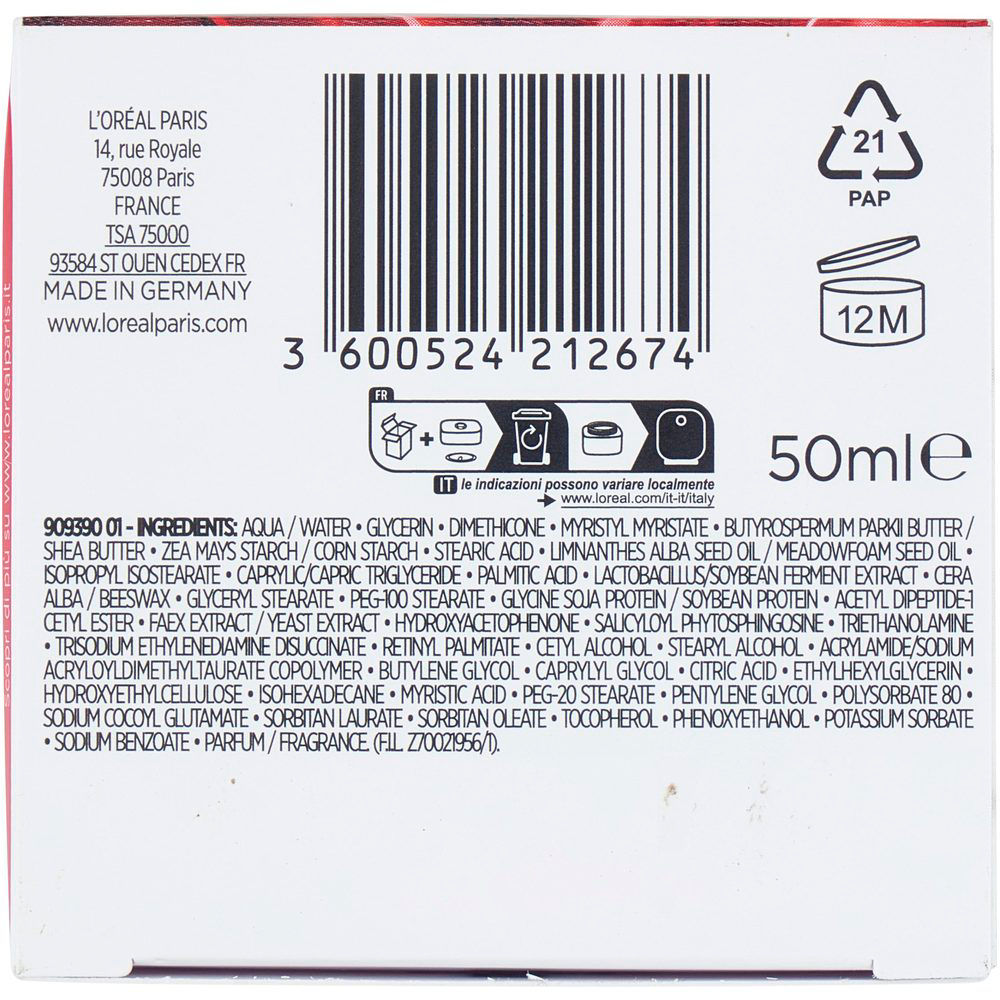 L'ORÉAL PARIS
14, rue Royale
75008 Paris
FRANCE
TSA 75000
93584 ST OUEN CEDEX FR
MADE IN GERMANY
www.lorealparis.com
scopri di più su www.lorealparis.it
3 600524 212674
21
PAP
12M
FR
50ml e
IT le indicazioni possono variare localmente
www.loreal.com/it-it/italy
909390 01 - INGREDIENTS: AQUA / WATER • GLYCERIN • DIMETHICONE • MYRISTYL MYRISTATE • BUTYROSPERMUM PARKII BUTTER /
SHEA BUTTER • ZEA MAYS STARCH / CORN STARCH • STEARIC ACID • LIMNANTHES ALBA SEED OIL / MEADOWFOAM SEED OIL •
ISOPROPYL ISOSTEARATE • CAPRYLIC/CAPRIC TRIGLYCERIDE • PALMITIC ACID • LACTOBACILLUS/SOYBEAN FERMENT EXTRACT • CERA
ALBA / BEESWAX • GLYCERYL STEARATE • PEG-100 STEARATE • GLYCINE SOJA PROTEIN / SOYBEAN PROTEIN • ACETYL DIPEPTIDE-1
CETYL ESTER • FAEX EXTRACT / YEAST EXTRACT • HYDROXYACETOPHENONE • SALICYLOYL PHYTOSPHINGOSINE • TRIETHANOLAMINE
• TRISODIUM ETHYLENEDIAMINE DISUCCINATE • RETINYL PALMITATE • CETYL ALCOHOL • STEARYL ALCOHOL • ACRYLAMIDE/SODIUM
ACRYLOYLDIMETHYLTAURATE COPOLYMER • BUTYLENE GLYCOL • CAPRYLYL GLYCOL • CITRIC ACID • ETHYLHEXYLGLYCERIN •
HYDROXYETHYLCELLULOSE • ISOHEXADECANE • MYRISTIC ACID • PEG-20 STEARATE • PENTYLENE GLYCOL • POLYSORBATE 80 •
SODIUM COCOYL GLUTAMATE • SORBITAN LAURATE • SORBITAN OLEATE • TOCOPHEROL • PHENOXYETHANOL • POTASSIUM SORBATE
• SODIUM BENZOATE • PARFUM / FRAGRANCE. (F.I.L. Z70021956/1).